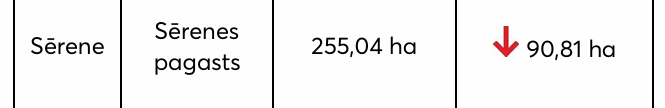 Sērene
Sērenes
pagasts
255,04 ha
90,81 ha